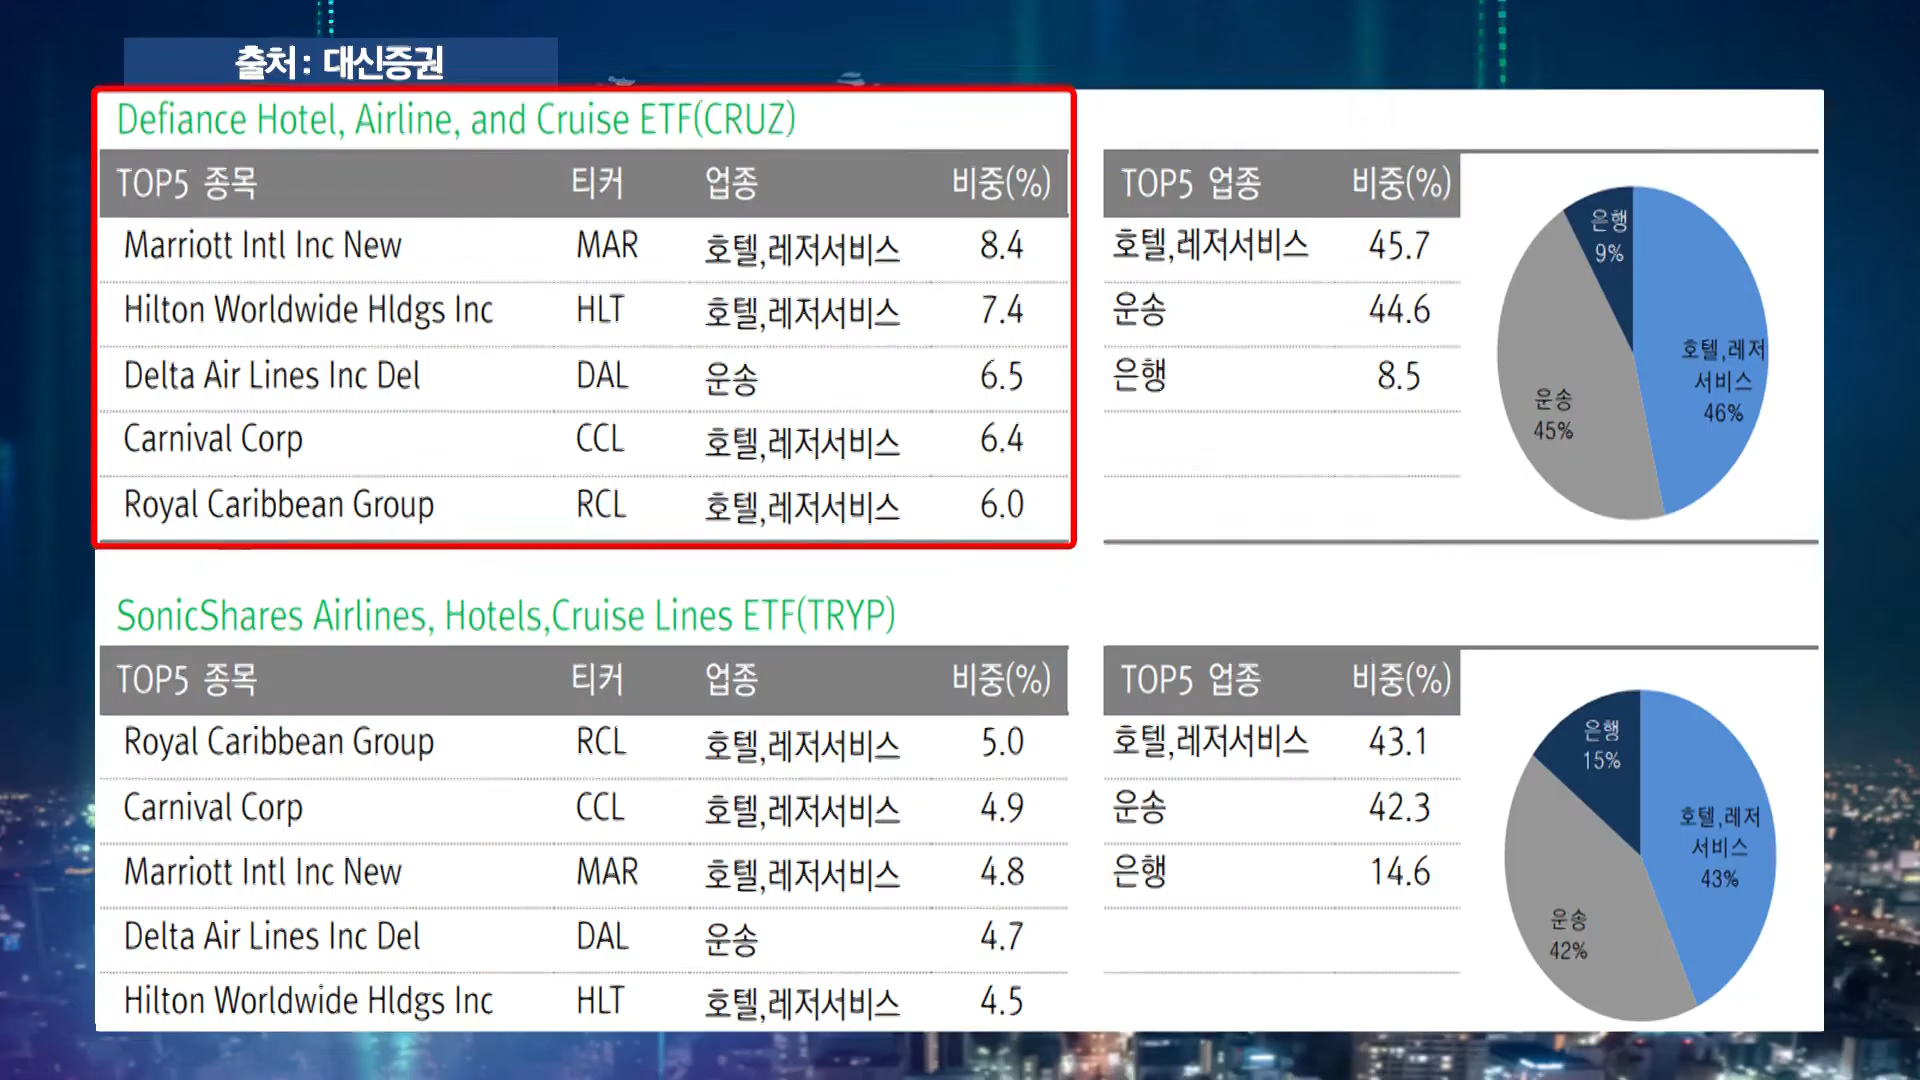 출처 : 대신증권
Defiance Hotel, Airline, and Cruise ETF(CRUZ)
TOP5 종목 티커 업종 비중(%)
Marriott Intl Inc New MAR 호텔,레저서비스 8.4
Hilton Worldwide Hldgs Inc HLT 호텔,레저서비스 7.4
Delta Air Lines Inc Del DAL 운송 6.5
Carnival Corp CCL 호텔,레저서비스 6.4
Royal Caribbean Group RCL 호텔,레저서비스 6.0
TOP5 업종 비중(%)
호텔,레저서비스 45.7
운송 44.6
은행 8.5
은행
9%
호텔,레저
서비스
46%
운송
45%
SonicShares Airlines, Hotels,Cruise Lines ETF(TRYP)
TOP5 종목 티커 업종 비중(%)
Royal Caribbean Group RCL 호텔,레저서비스 5.0
Carnival Corp CCL 호텔,레저서비스 4.9
Marriott Intl Inc New MAR 호텔,레저서비스 4.8
Delta Air Lines Inc Del DAL 운송 4.7
Hilton Worldwide Hldgs Inc HLT 호텔,레저서비스 4.5
TOP5 업종 비중(%)
호텔,레저서비스 43.1
운송 42.3
은행 14.6
은행
15%
호텔,레저
서비스
43%
운송
42%